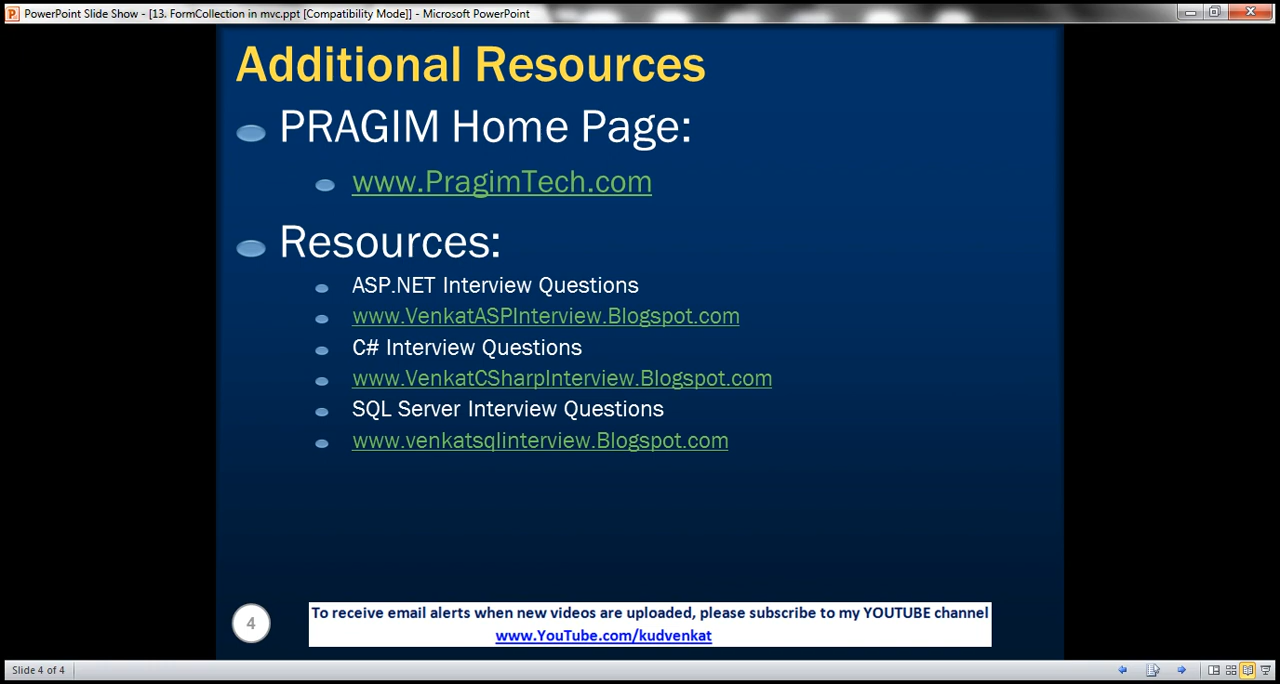 PowerPoint Slide Show - [13. FormCollection in mvc.ppt [Compatibility Mode]] - Microsoft PowerPoint
Additional Resources
PRAGIM Home Page:
www.PragimTech.com
Resources:
ASP.NET Interview Questions
www.VenkatASPInterview.Blogspot.com
C# Interview Questions
www.VenkatCSharpInterview.Blogspot.com
SQL Server Interview Questions
www.venkatsqlinterview.Blogspot.com
4
To receive email alerts when new videos are uploaded, please subscribe to my YOUTUBE channel
www.YouTube.com/kudvenkat
Slide 4 of 4